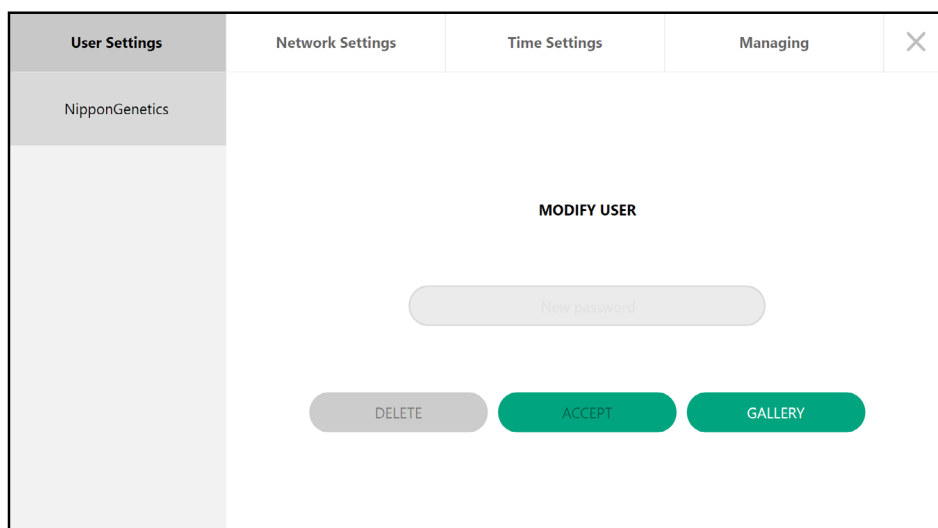 User Settings
Network Settings
Time Settings
Managing
NipponGenetics
MODIFY USER
New password
DELETE
ACCEPT
GALLERY